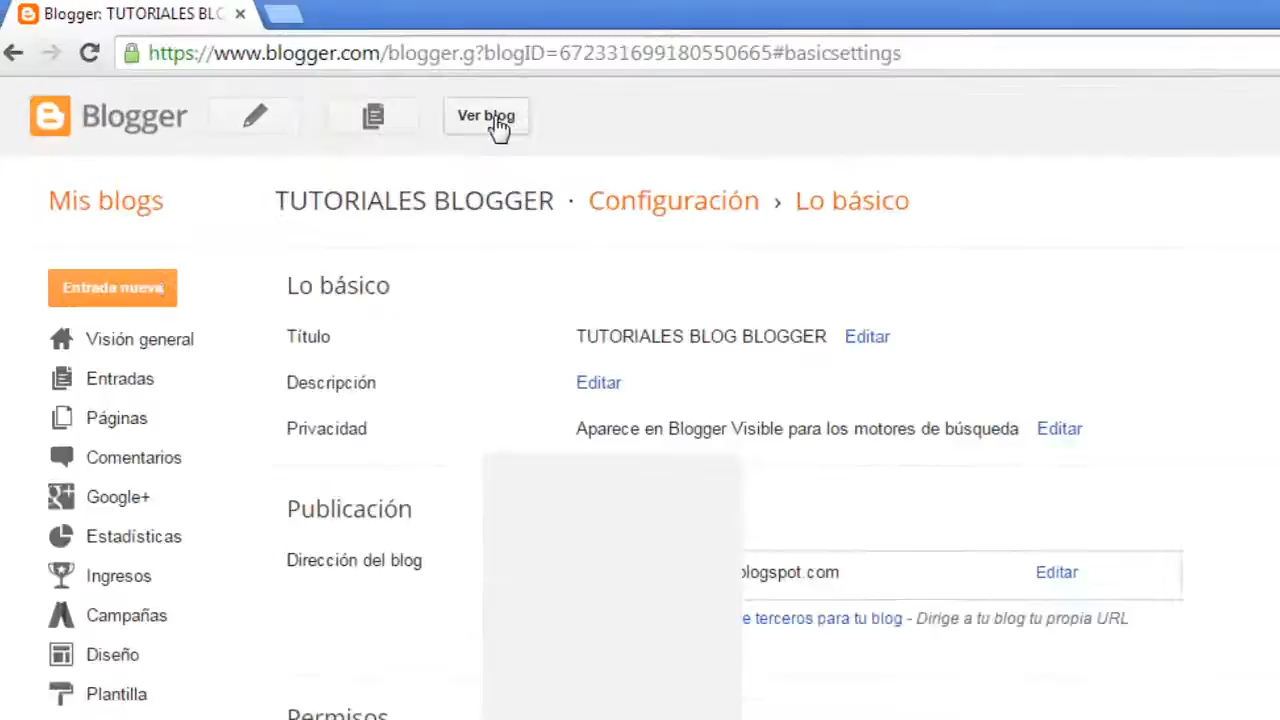 Blogger: TUTORIALES BLO
https://www.blogger.com/blogger.g?blogID=672331699180550665#basicsettings
Blogger
Ver blog
Mis blogs
TUTORIALES BLOGGER · Configuración › Lo básico
Entrada nueva
Lo básico
Título TUTORIALES BLOG BLOGGER Editar
Visión general
Entradas
Descripción Editar
Páginas
Privacidad Aparece en Blogger Visible para los motores de búsqueda Editar
Comentarios
Google+
Publicación
Estadísticas
Dirección del blog blogspot.com Editar
Ingresos
Campañas
e terceros para tu blog - Dirige a tu blog tu propia URL
Diseño
Plantilla
Permisos